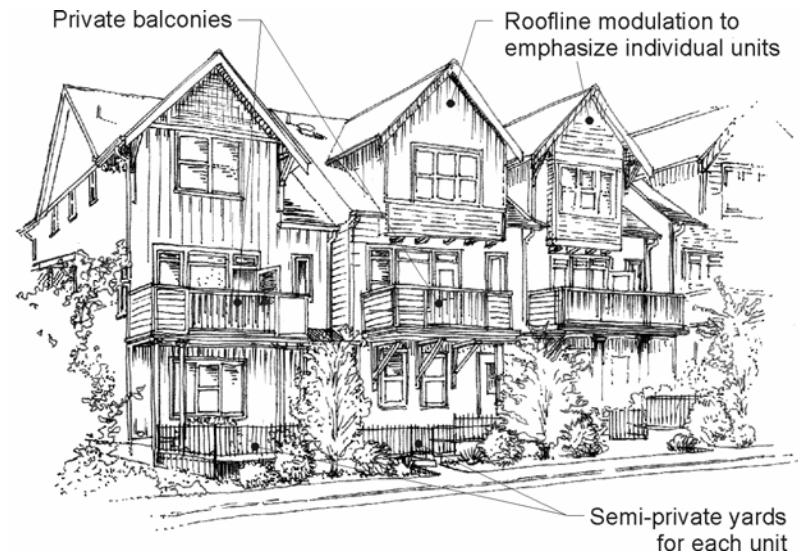 Private balconies
Roofline modulation to
emphasize individual units
Semi-private yards
for each unit